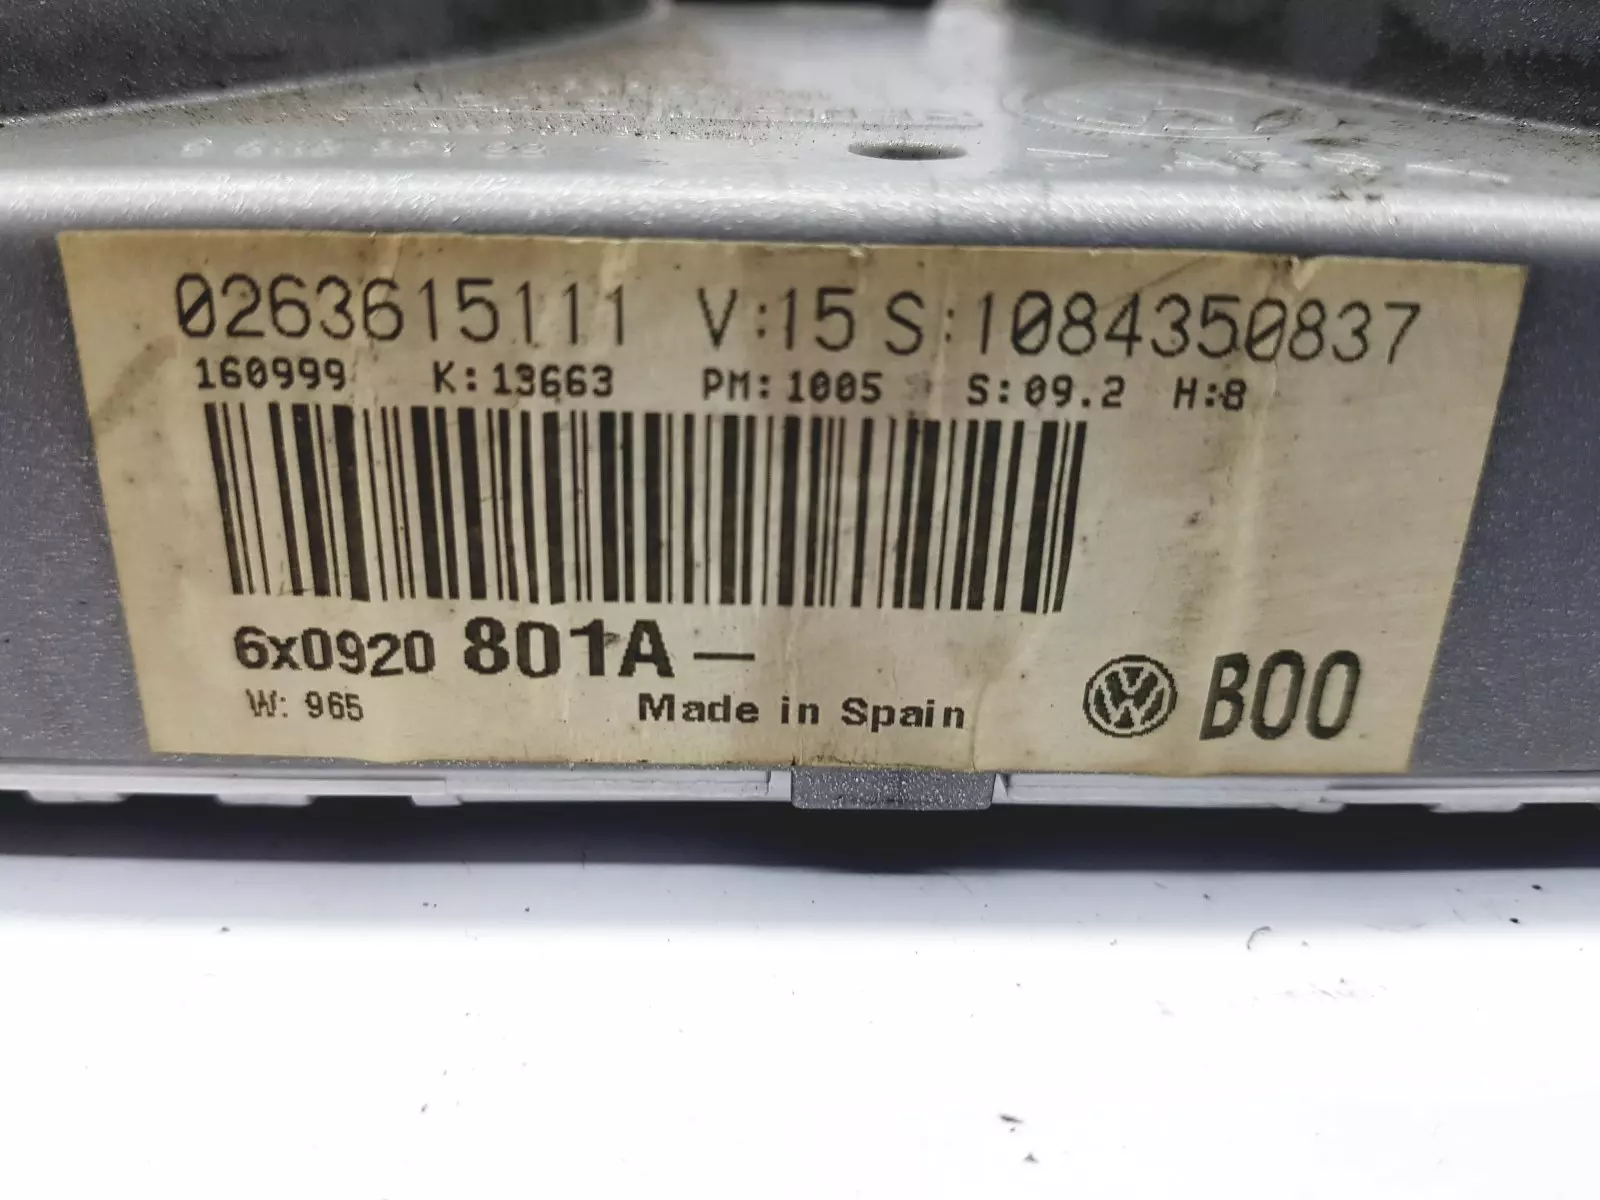 0263615111 V:15 S:1084350837
160999 K:13663 PM:1005 S:09.2 H:8
6x0920 801A -
W: 965 Made in Spain B00